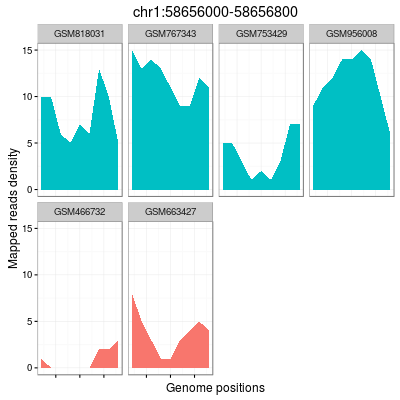 chr1:58656000-58656800
GSM818031 GSM767343 GSM753429 GSM956008
15
10
5
0
Mapped reads density
GSM466732 GSM663427
15
10
5
0
Genome positions